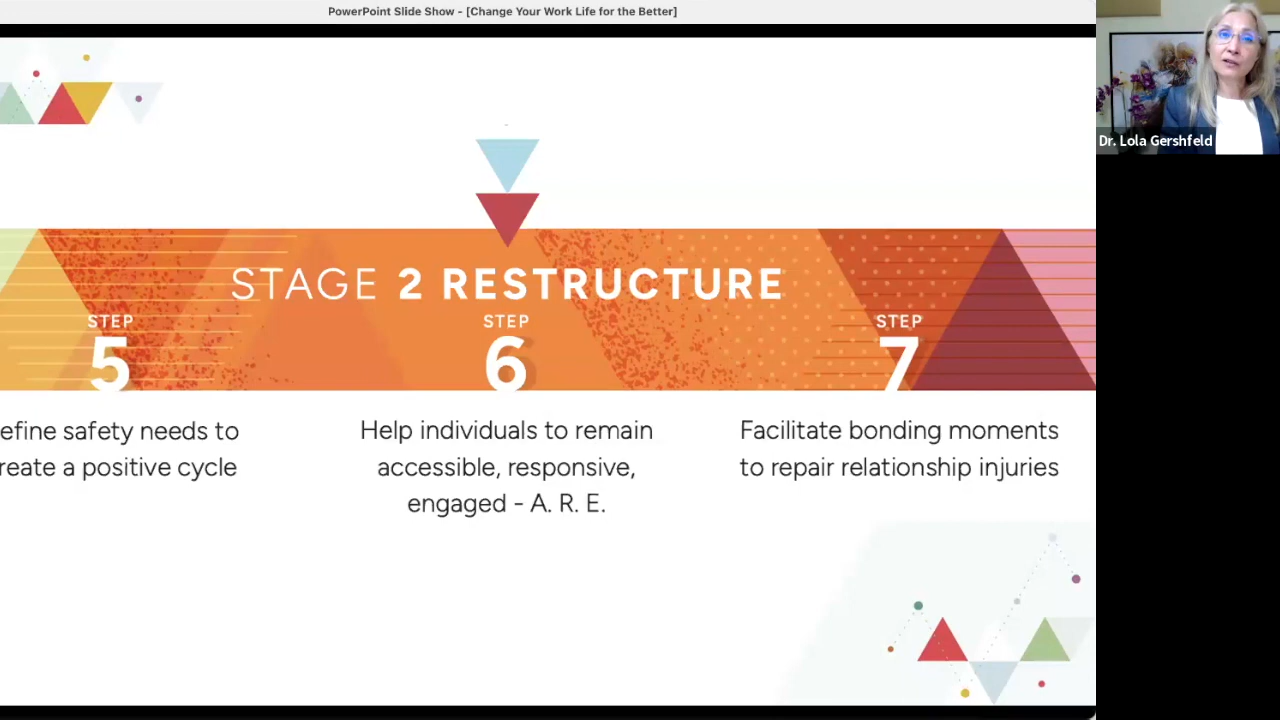 PowerPoint Slide Show - [Change Your Work Life for the Better]
Dr. Lola Gershfeld
STAGE 2 RESTRUCTURE
STEP
5
efine safety needs to
reate a positive cycle
STEP
6
Help individuals to remain
accessible, responsive,
engaged - A. R. E.
STEP
7
Facilitate bonding moments
to repair relationship injuries